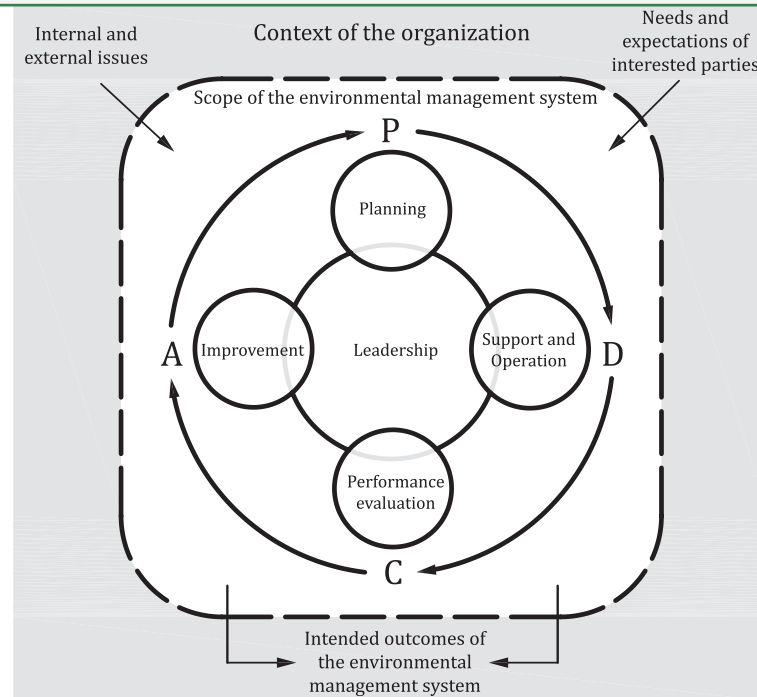 Internal and
external issues
Context of the organization
Needs and
expectations of
interested parties
Scope of the environmental management system
P
Planning
A
Improvement
Leadership
Support and
Operation
D
Performance
evaluation
C
Intended outcomes of
the environmental
management system